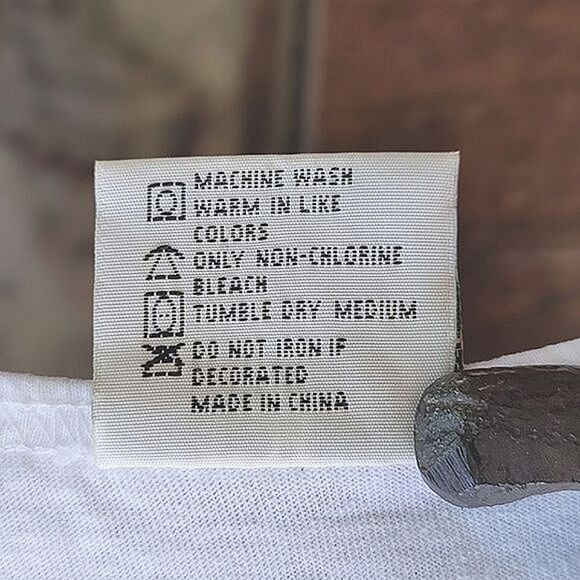 MACHINE WASH
WARM IN LIKE
COLORS
ONLY NON-CHLORINE
BLEACH
TUMBLE DRY MEDIUM
DO NOT IRON IF
DECORATED
MADE IN CHINA